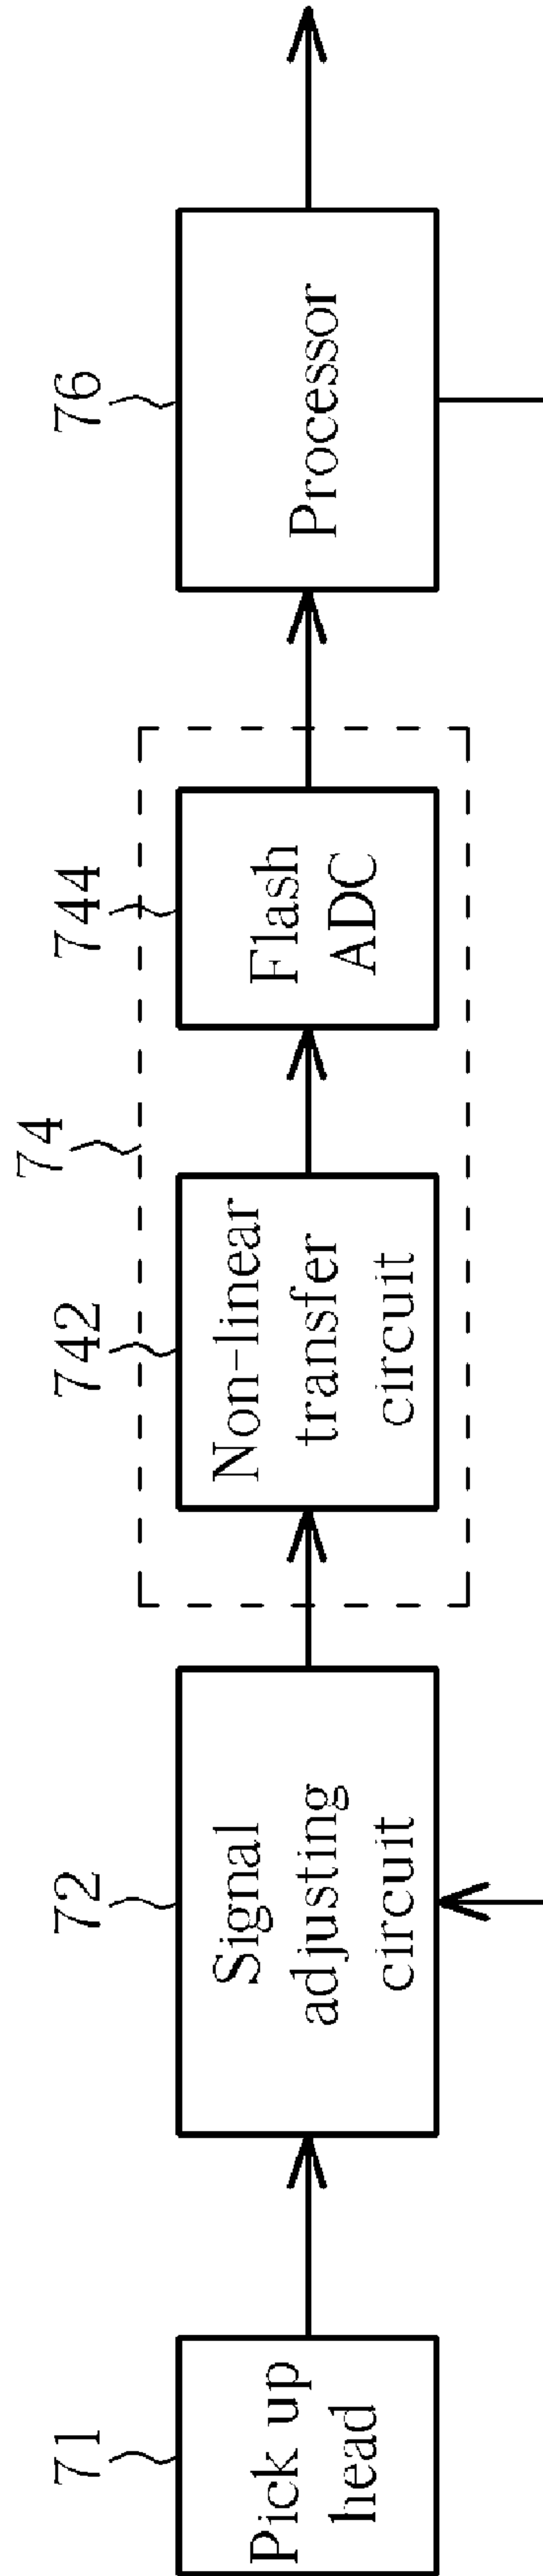 71
Pick up
head
72
Signal
adjusting
circuit
74
742
Non-linear
transfer
circuit
744
Flash
ADC
76
Processor